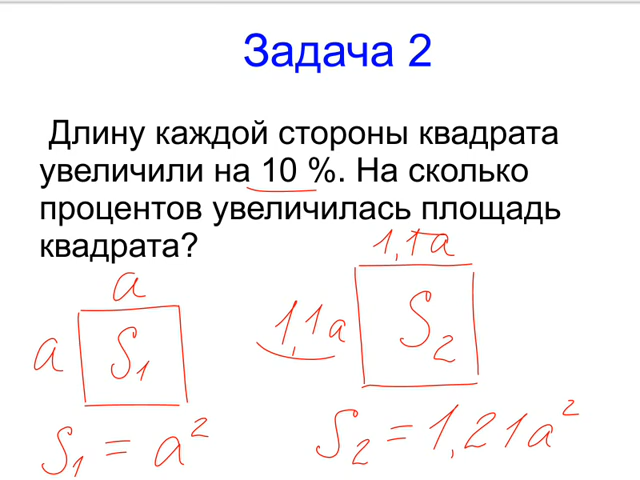 Задача 2
Длину каждой стороны квадрата
увеличили на 10 %. На сколько
процентов увеличилась площадь
квадрата?
a
1,1a
a
S₁
1,1a
S₂
S₁ = a²
S₂ = 1,21a²